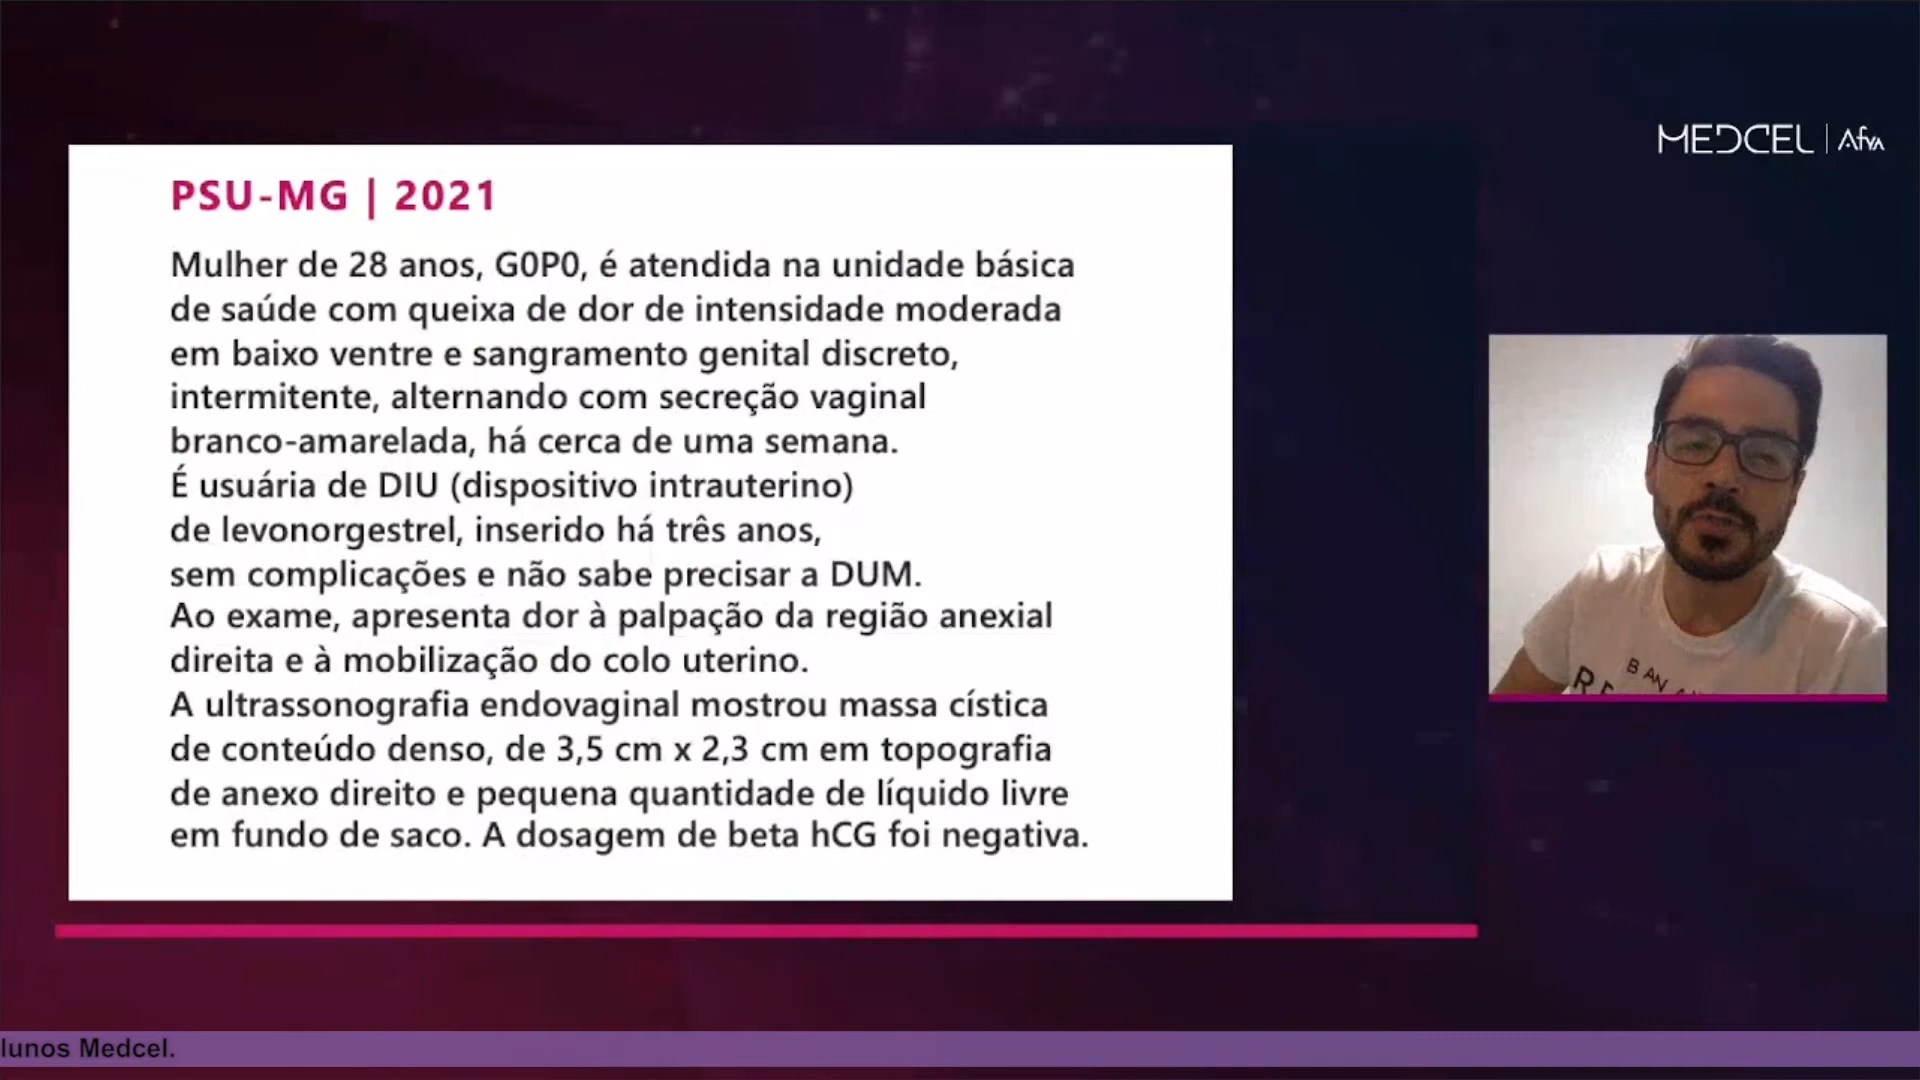 MEDCEL | Afya
PSU-MG | 2021
Mulher de 28 anos, G0P0, é atendida na unidade básica
de saúde com queixa de dor de intensidade moderada
em baixo ventre e sangramento genital discreto,
intermitente, alternando com secreção vaginal
branco-amarelada, há cerca de uma semana.
É usuária de DIU (dispositivo intrauterino)
de levonorgestrel, inserido há três anos,
sem complicações e não sabe precisar a DUM.
Ao exame, apresenta dor à palpação da região anexial
direita e à mobilização do colo uterino.
A ultrassonografia endovaginal mostrou massa cística
de conteúdo denso, de 3,5 cm x 2,3 cm em topografia
de anexo direito e pequena quantidade de líquido livre
em fundo de saco. A dosagem de beta hCG foi negativa.
lunos Medcel.